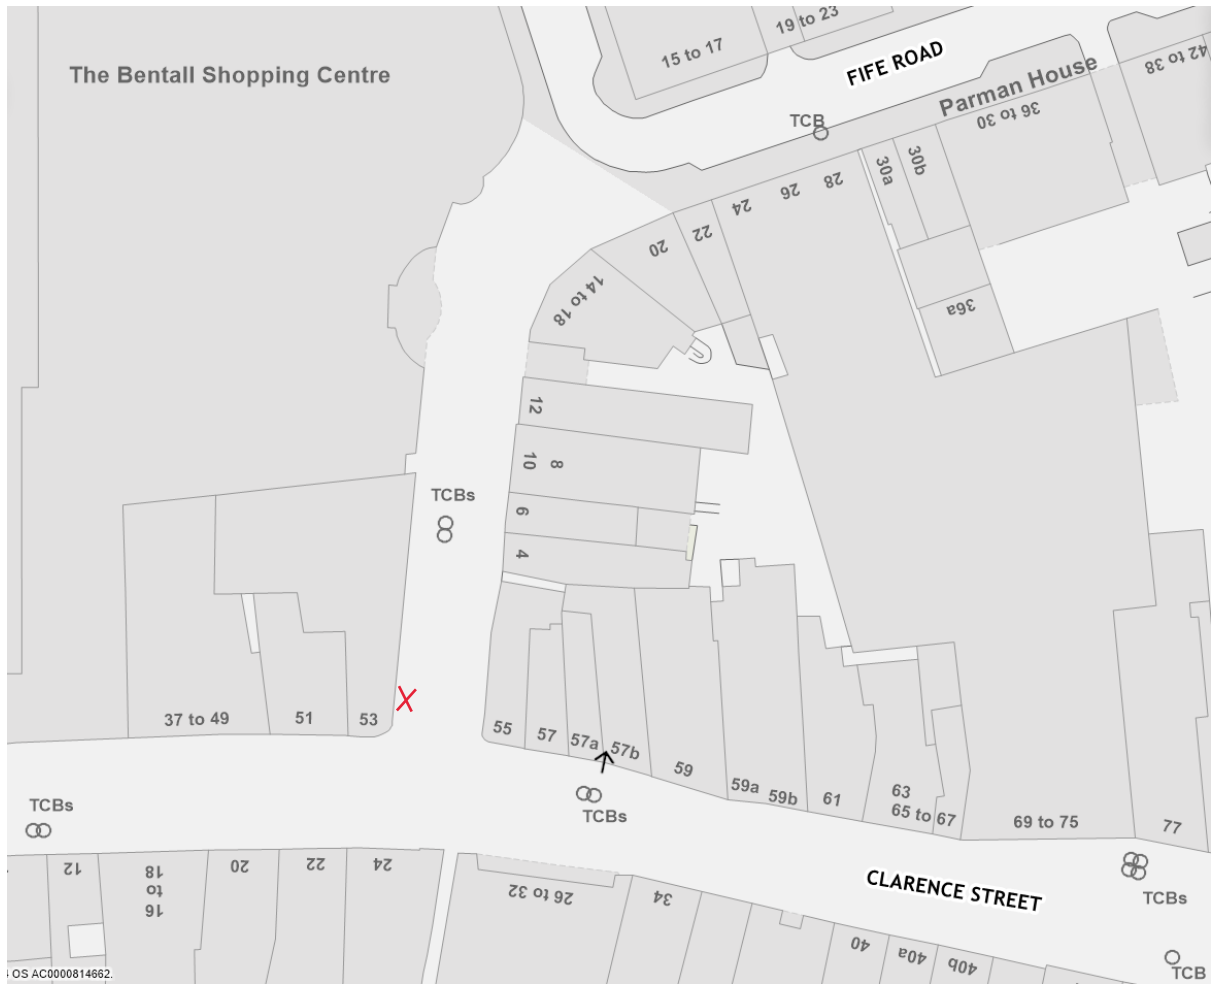 The Bentall Shopping Centre
15 to 17
19 to 23
FIFE ROAD
Parman House
36 to 30
42 to 38
TCB
30a
30b
28
26
24
22
20
14 to 18
36a
12
10
8
6
4
TCBs
37 to 49
51
53
55
57
57a
57b
59
59a
59b
61
63
65 to 67
69 to 75
77
TCBs
TCBs
CLARENCE STREET
TCBs
12
18
to
16
20
22
24
26 to 32
34
40
40a
40b
TCB
OS AC0000814662.